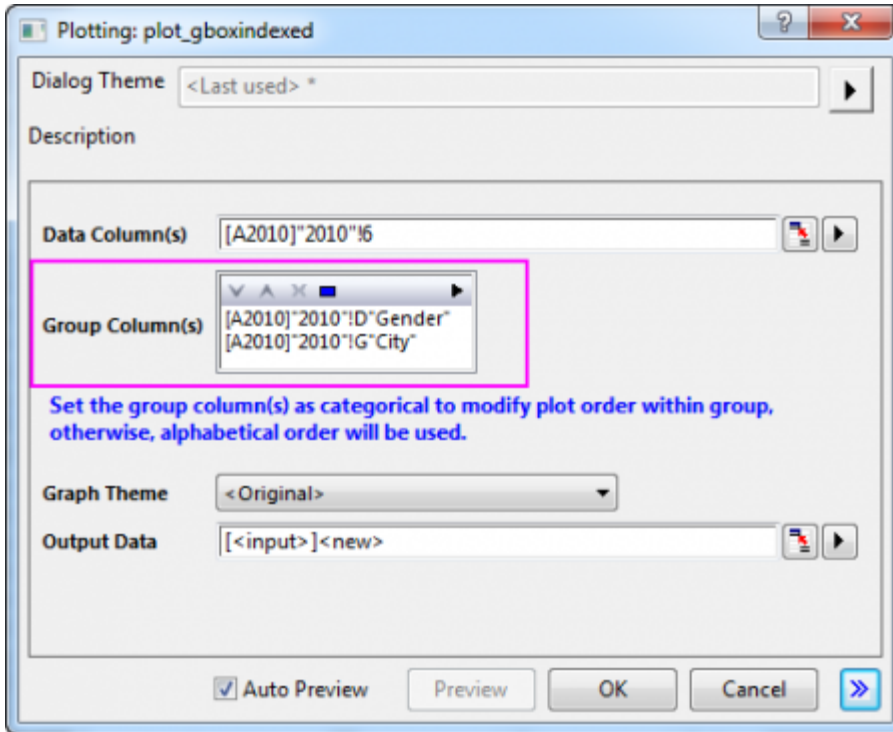 Plotting: plot_gboxindexed
Dialog Theme <Last used> *
Description
Data Column(s) [A2010]"2010"!6
Group Column(s)
[A2010]"2010"!D"Gender"
[A2010]"2010"!G"City"
Set the group column(s) as categorical to modify plot order within group,
otherwise, alphabetical order will be used.
Graph Theme <Original>
Output Data [<input>]<new>
Auto Preview Preview OK Cancel